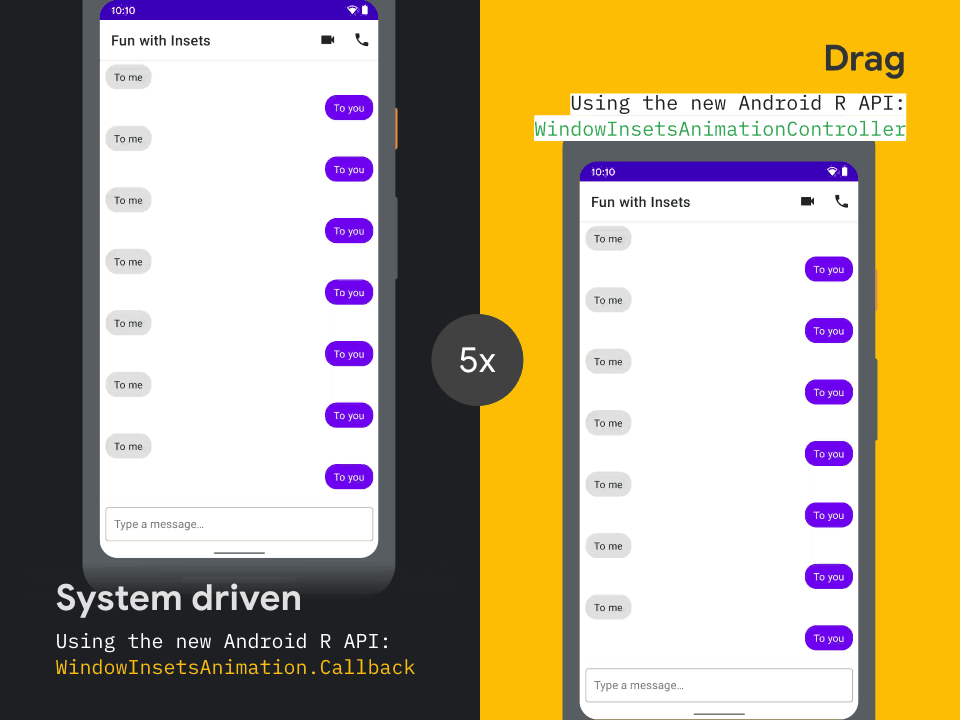 10:10
Fun with Insets
To me
To you
To me
To you
To me
To you
To me
To you
To me
To you
To me
To you
To me
To you
Type a message...
System driven
Using the new Android R API:
WindowInsetsAnimation.Callback
5x
Drag
Using the new Android R API:
WindowInsetsAnimationController
10:10
Fun with Insets
To me
To you
To me
To you
To me
To you
To me
To you
To me
To you
To me
To you
To me
To you
Type a message...